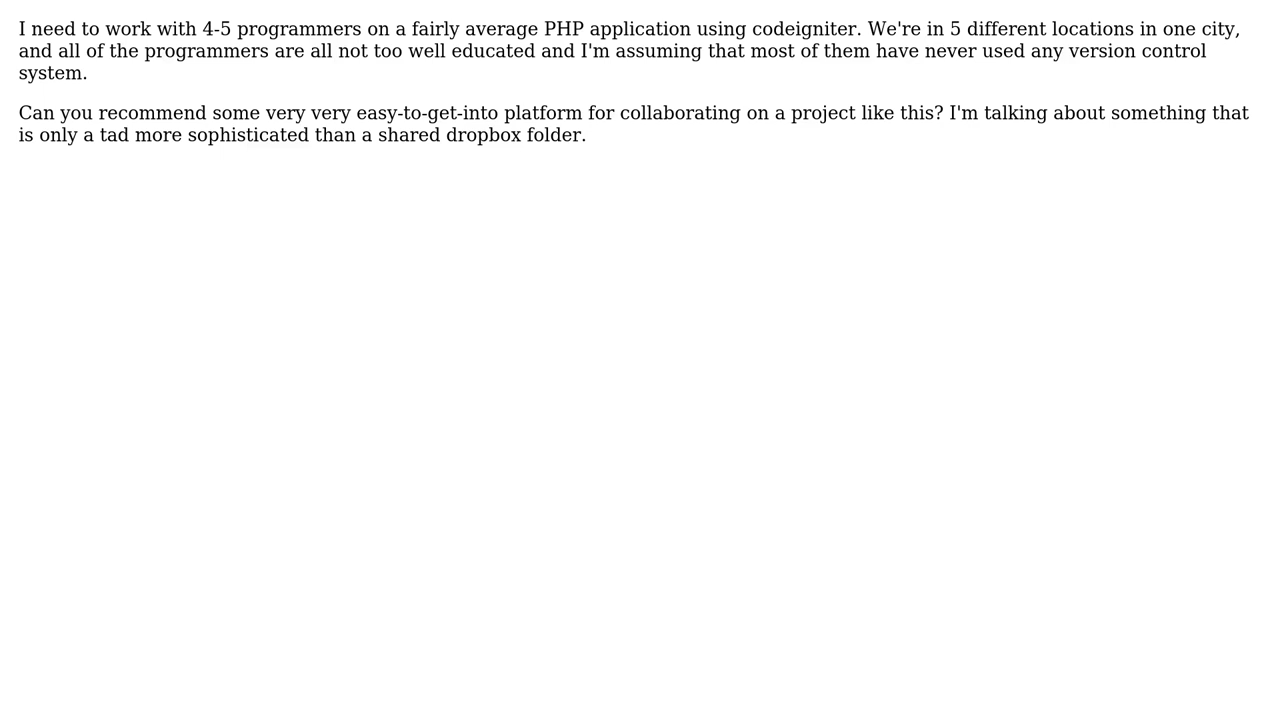 I need to work with 4-5 programmers on a fairly average PHP application using codeigniter. We're in 5 different locations in one city,
and all of the programmers are all not too well educated and I'm assuming that most of them have never used any version control
system.
Can you recommend some very very easy-to-get-into platform for collaborating on a project like this? I'm talking about something that
is only a tad more sophisticated than a shared dropbox folder.